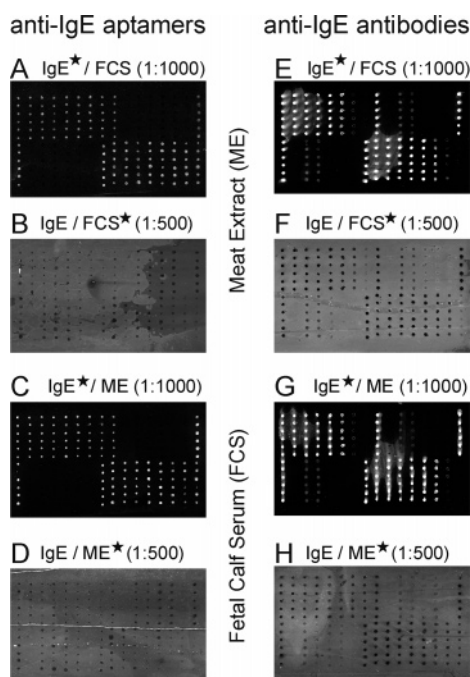 anti-IgE aptamers
anti-IgE antibodies
A IgE★/ FCS (1:1000)
E IgE★/ FCS (1:1000)
B IgE / FCS★ (1:500)
F IgE / FCS★ (1:500)
Meat Extract (ME)
C IgE★/ ME (1:1000)
G IgE★/ ME (1:1000)
D IgE / ME★ (1:500)
H IgE / ME★ (1:500)
Fetal Calf Serum (FCS)